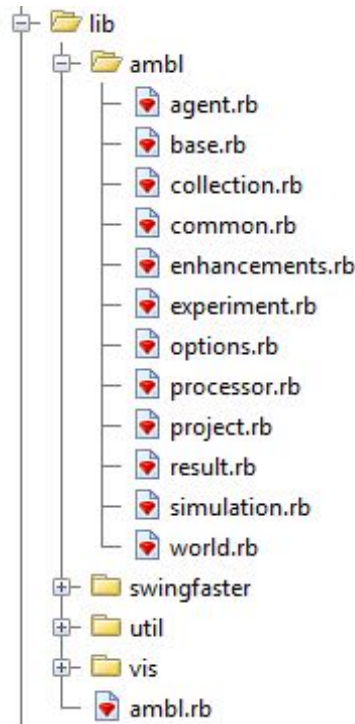 lib
ambl
agent.rb
base.rb
collection.rb
common.rb
enhancements.rb
experiment.rb
options.rb
processor.rb
project.rb
result.rb
simulation.rb
world.rb
swingfaster
util
vis
ambl.rb